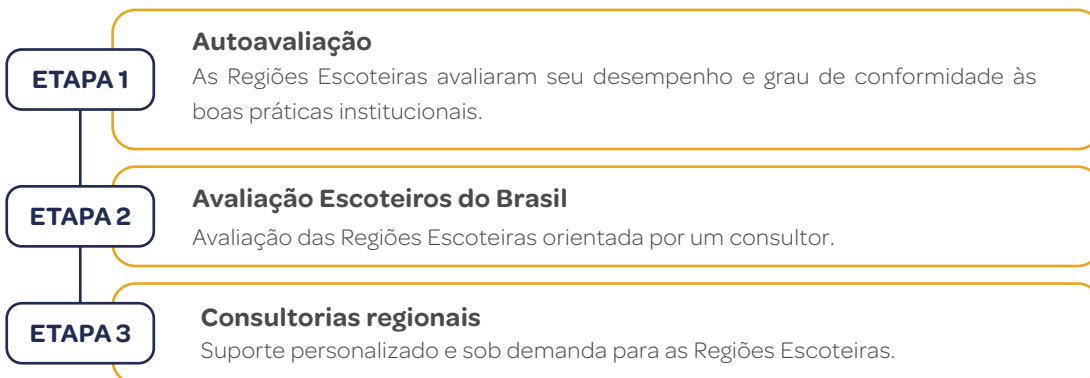 ETAPA 1
Autoavaliação
As Regiões Escoteiras avaliaram seu desempenho e grau de conformidade às
boas práticas institucionais.
ETAPA 2
Avaliação Escoteiros do Brasil
Avaliação das Regiões Escoteiras orientada por um consultor.
ETAPA 3
Consultorias regionais
Suporte personalizado e sob demanda para as Regiões Escoteiras.